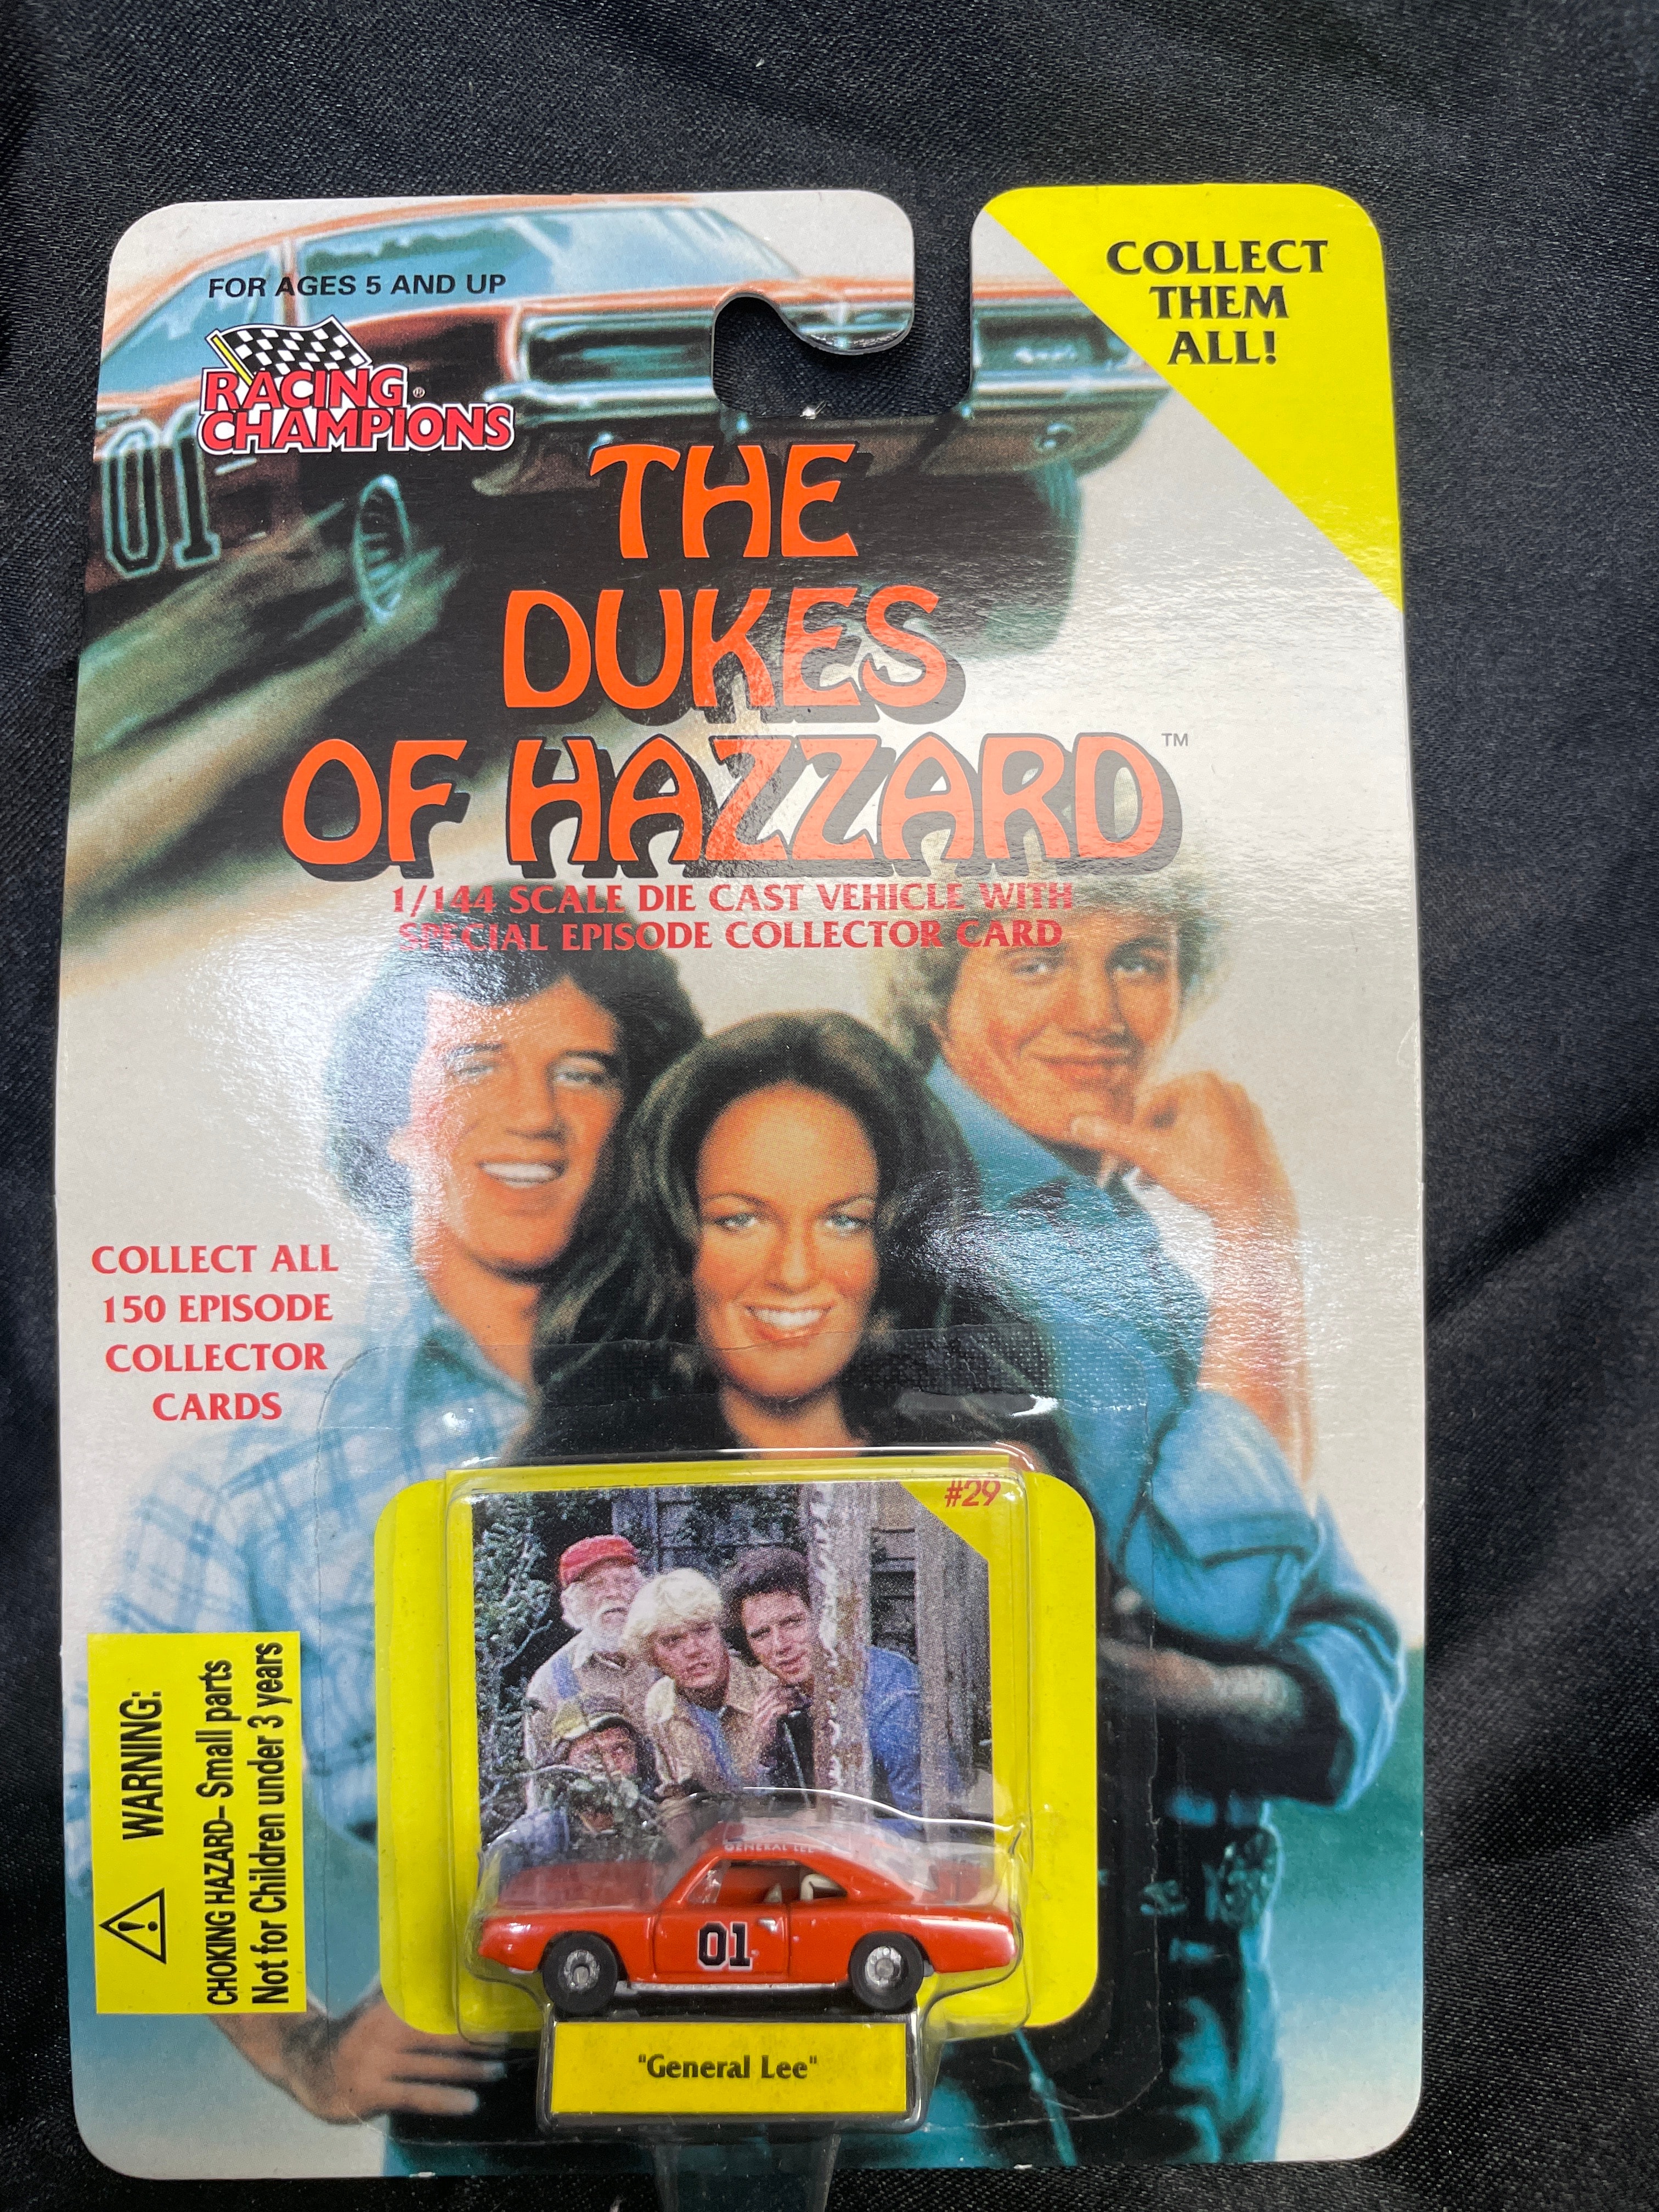 COLLECT
THEM
ALL!
FOR AGES 5 AND UP
RACING ®
CHAMPIONS
01
THE
DUKES
OF HAZZARD™
1/144 SCALE DIE CAST VEHICLE WITH
SPECIAL EPISODE COLLECTOR CARD
COLLECT ALL
150 EPISODE
COLLECTOR
CARDS
#29
WARNING:
CHOKING HAZARD– Small parts
Not for Children under 3 years
GENERAL LEE
01
"General Lee"